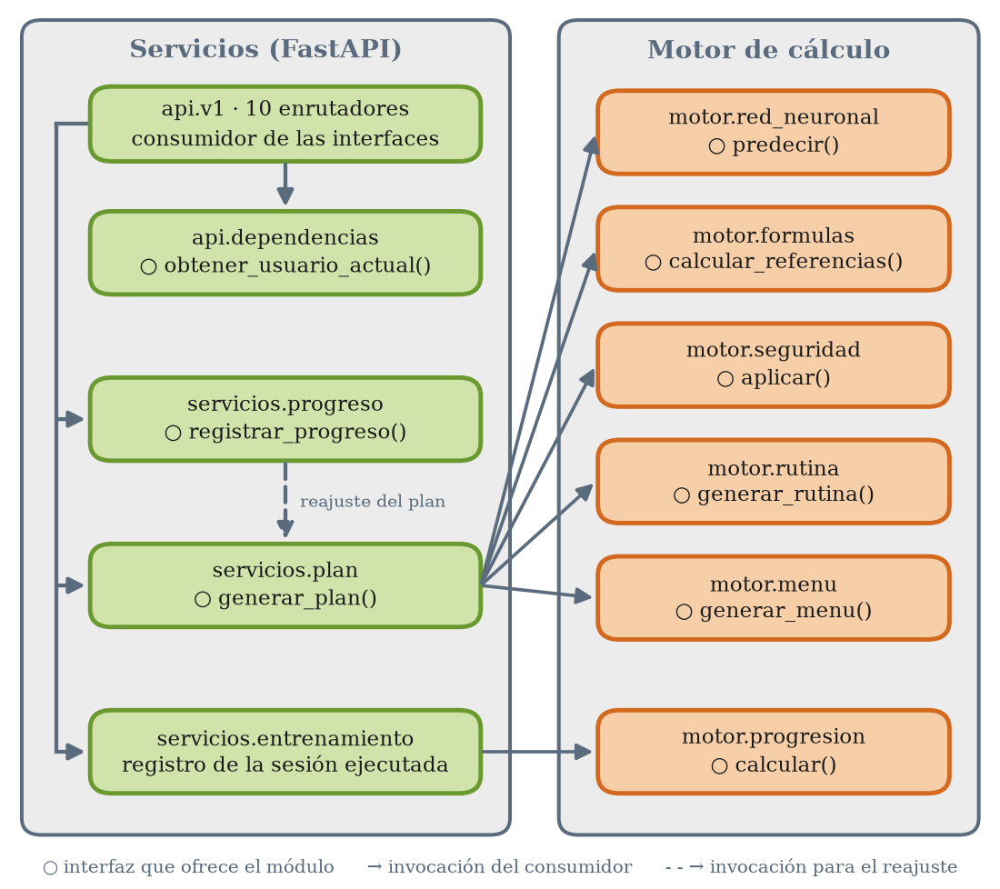 Servicios (FastAPI)
api.v1 · 10 enrutadores
consumidor de las interfaces
api.dependencias
○ obtener_usuario_actual()
servicios.progreso
○ registrar_progreso()
reajuste del plan
servicios.plan
○ generar_plan()
servicios.entrenamiento
registro de la sesión ejecutada
Motor de cálculo
motor.red_neuronal
○ predecir()
motor.formulas
○ calcular_referencias()
motor.seguridad
○ aplicar()
motor.rutina
○ generar_rutina()
motor.menu
○ generar_menu()
motor.progresion
○ calcular()
○ interfaz que ofrece el módulo → invocación del consumidor - - → invocación para el reajuste